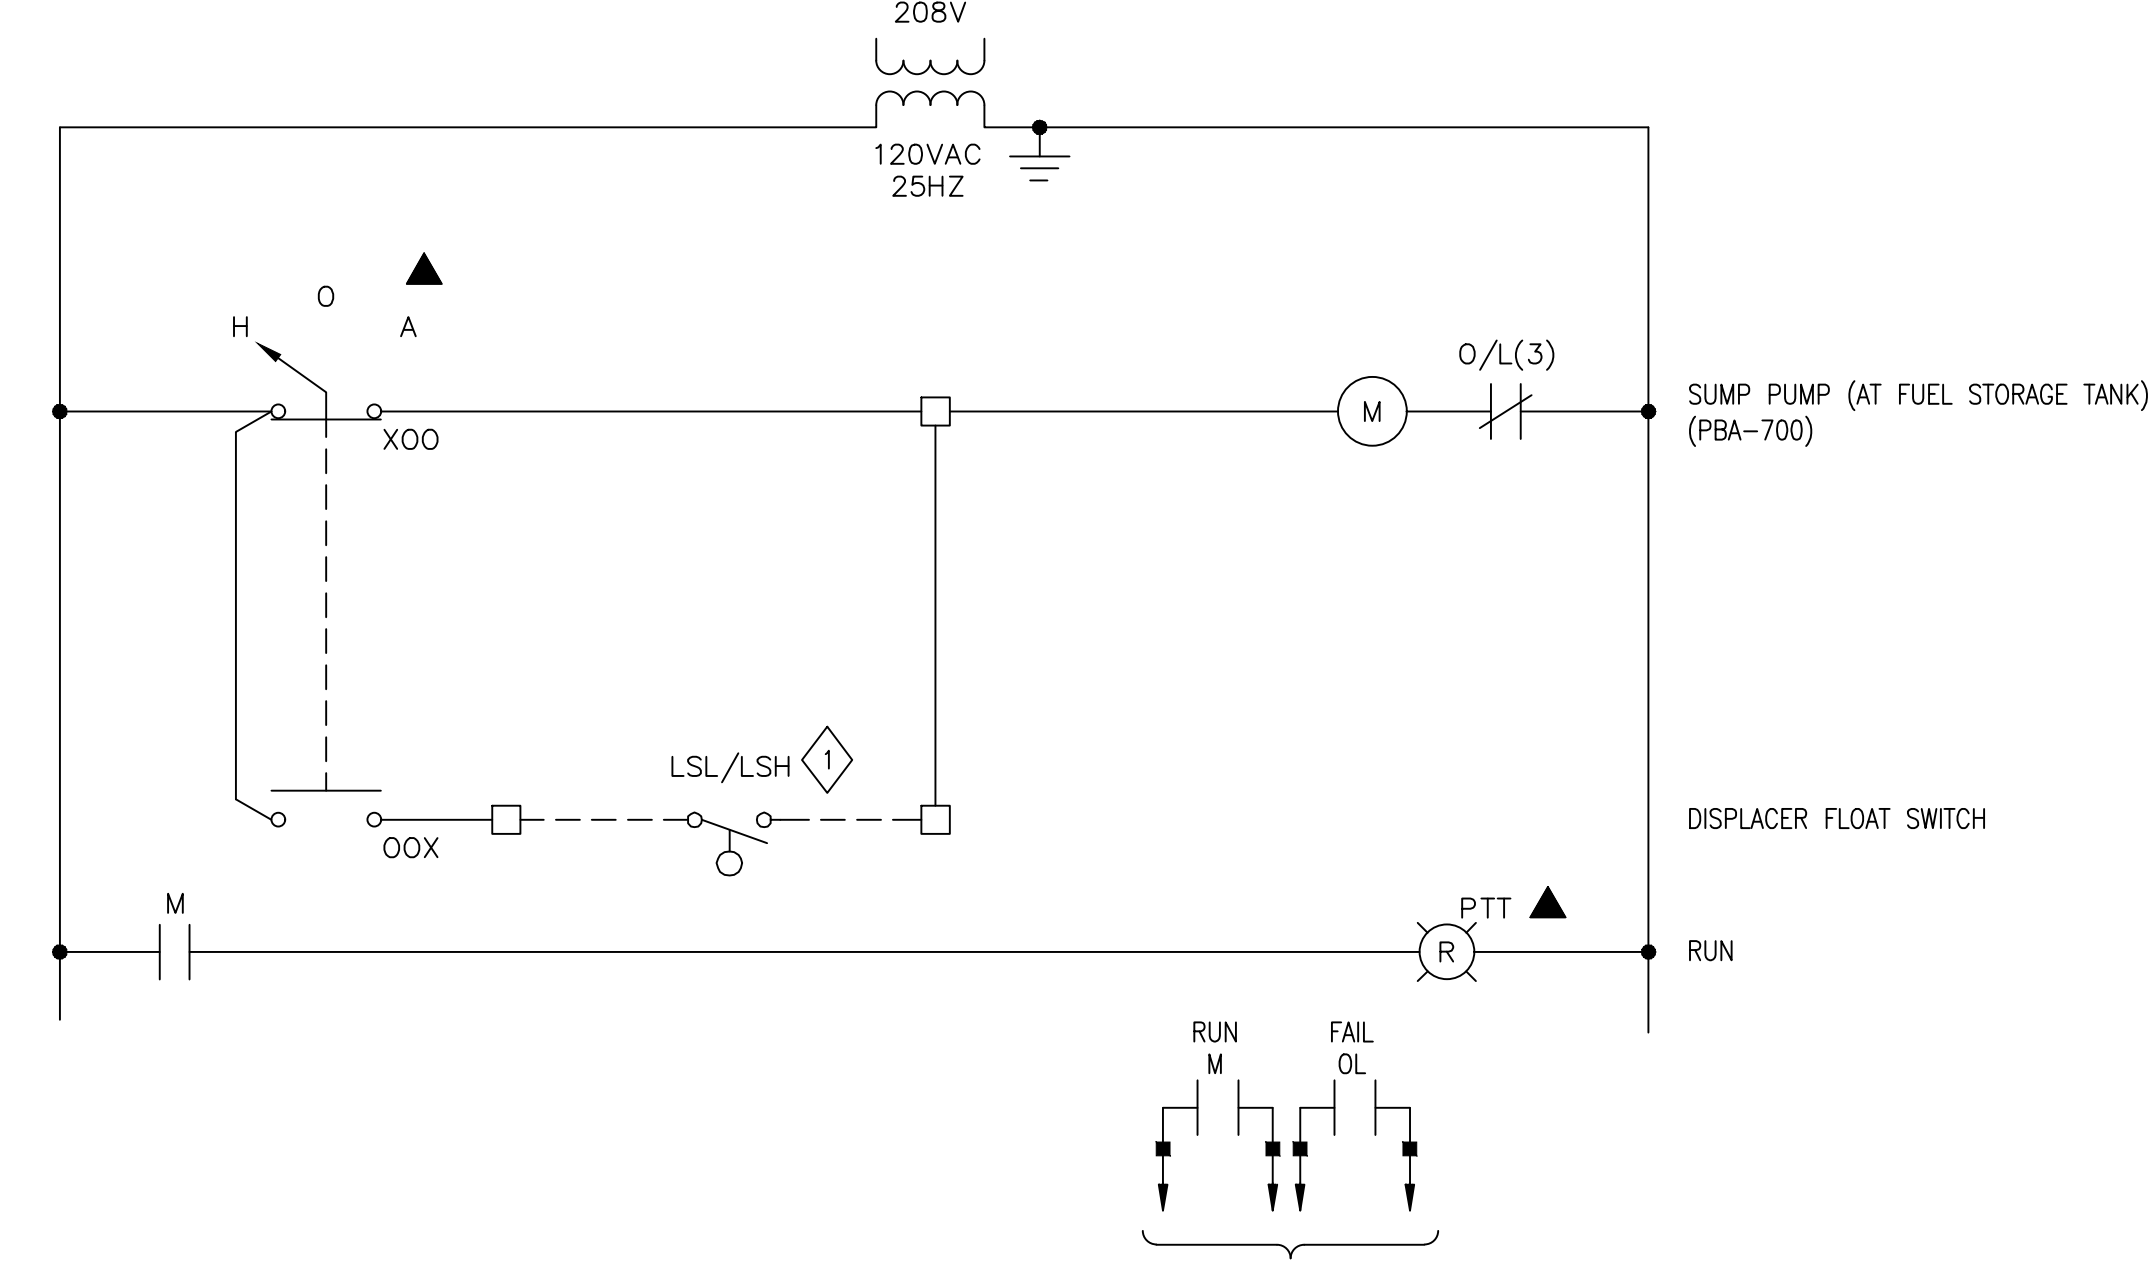 208V
120VAC
25HZ
O
H
A
XOO
M
O/L(3)
SUMP PUMP (AT FUEL STORAGE TANK)
(PBA-700)
LSL/LSH
1
OOX
DISPLACER FLOAT SWITCH
M
PTT
R
RUN
RUN
M
FAIL
OL